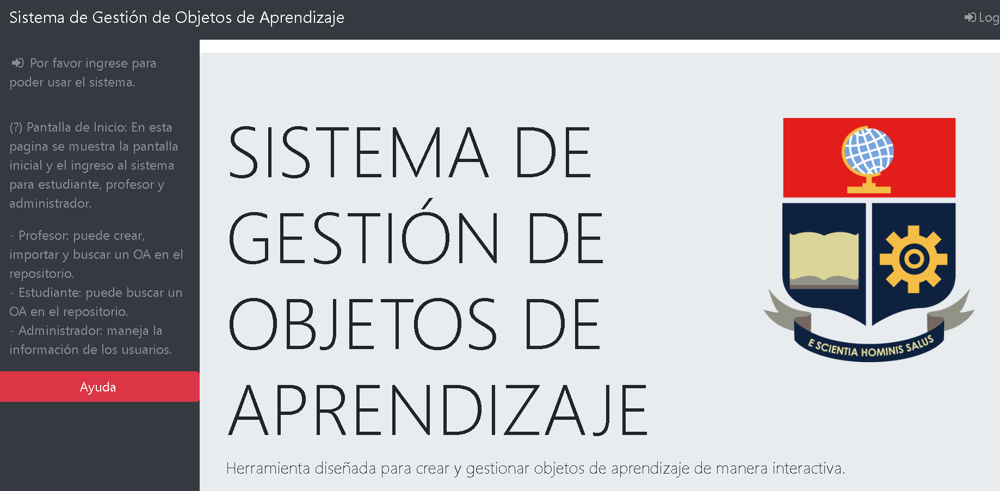 Sistema de Gestión de Objetos de Aprendizaje
Log
Por favor ingrese para
poder usar el sistema.
(?) Pantalla de Inicio: En esta
pagina se muestra la pantalla
inicial y el ingreso al sistema
para estudiante, profesor y
administrador.
- Profesor: puede crear,
importar y buscar un OA en el
repositorio.
- Estudiante: puede buscar un
OA en el repositorio.
- Administrador: maneja la
información de los usuarios.
Ayuda
SISTEMA DE
GESTIÓN DE
OBJETOS DE
APRENDIZAJE
E SCIENTIA HOMINIS SALUS
Herramienta diseñada para crear y gestionar objetos de aprendizaje de manera interactiva.